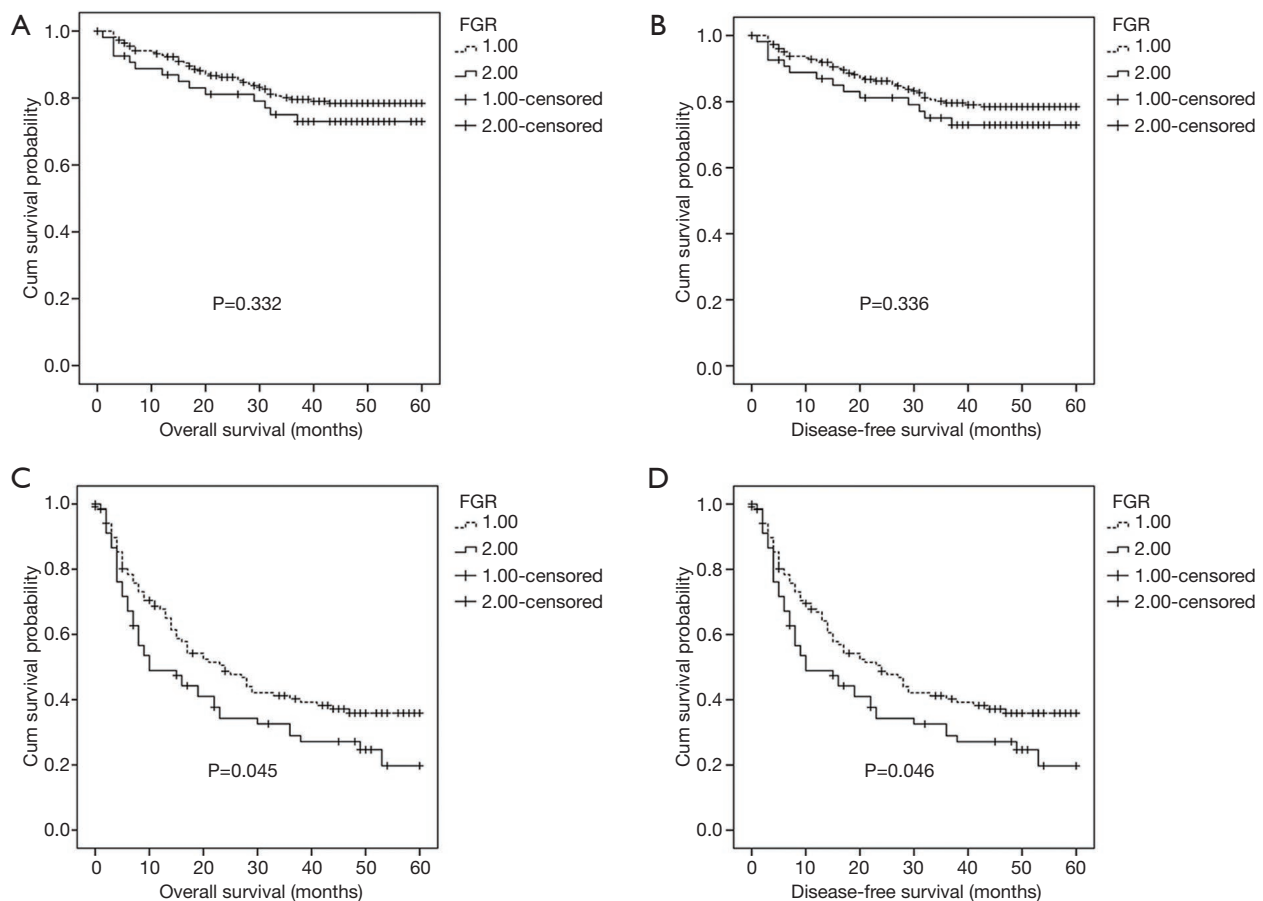 A
Cum survival probability
1.0
0.8
0.6
0.4
0.2
0.0
P=0.332
0 10 20 30 40 50 60
Overall survival (months)
FGR
1.00
2.00
1.00-censored
2.00-censored
B
Cum survival probability
1.0
0.8
0.6
0.4
0.2
0.0
P=0.336
0 10 20 30 40 50 60
Disease-free survival (months)
FGR
1.00
2.00
1.00-censored
2.00-censored
C
Cum survival probability
1.0
0.8
0.6
0.4
0.2
0.0
P=0.045
0 10 20 30 40 50 60
Overall survival (months)
FGR
1.00
2.00
1.00-censored
2.00-censored
D
Cum survival probability
1.0
0.8
0.6
0.4
0.2
0.0
P=0.046
0 10 20 30 40 50 60
Disease-free survival (months)
FGR
1.00
2.00
1.00-censored
2.00-censored